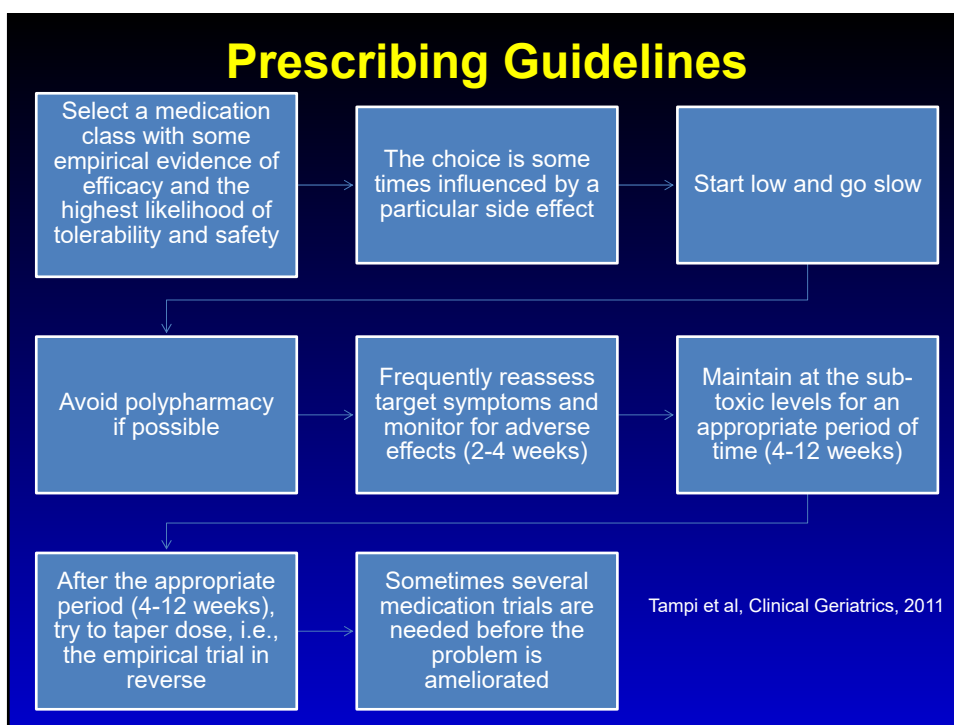 Prescribing Guidelines
Select a medication
class with some
empirical evidence of
efficacy and the
highest likelihood of
tolerability and safety
The choice is some
times influenced by a
particular side effect
Start low and go slow
Avoid polypharmacy
if possible
Frequently reassess
target symptoms and
monitor for adverse
effects (2-4 weeks)
Maintain at the sub-
toxic levels for an
appropriate period of
time (4-12 weeks)
After the appropriate
period (4-12 weeks),
try to taper dose, i.e.,
the empirical trial in
reverse
Sometimes several
medication trials are
needed before the
problem is
ameliorated
Tampi et al, Clinical Geriatrics, 2011